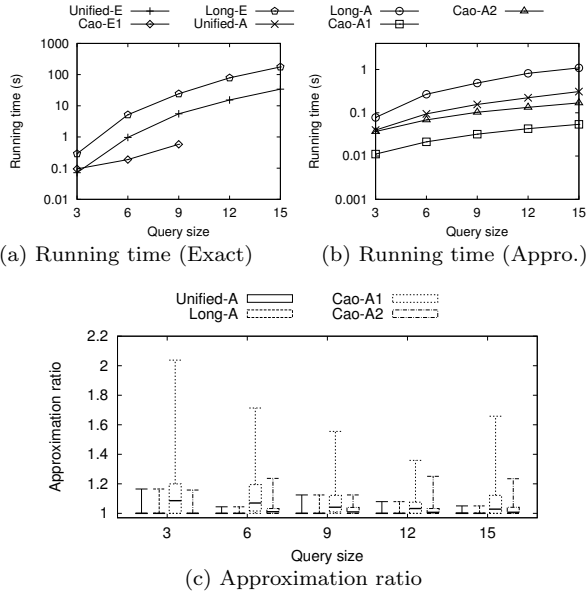 Unified-E Long-E Long-A Cao-A2
Cao-E1 Unified-A Cao-A1
Running time (s)
1000
100
10
1
0.1
0.01
3 6 9 12 15
Query size
(a) Running time (Exact)
Running time (s)
1
0.1
0.01
0.001
3 6 9 12 15
Query size
(b) Running time (Appro.)
Unified-A Cao-A1
Long-A Cao-A2
Approximation ratio
2.2
2
1.8
1.6
1.4
1.2
1
3 6 9 12 15
Query size
(c) Approximation ratio